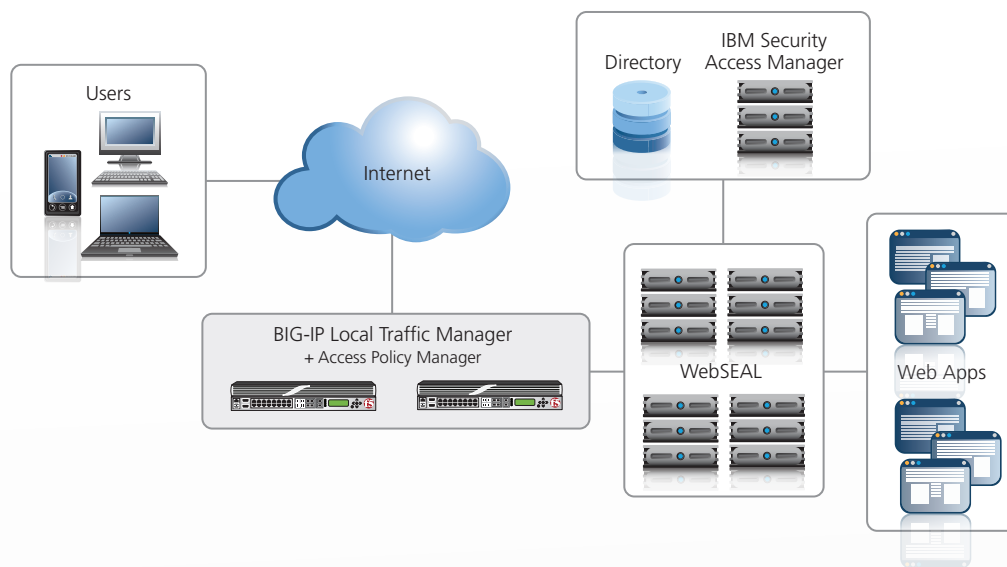 Users
Internet
Directory
IBM Security
Access Manager
BIG-IP Local Traffic Manager
+ Access Policy Manager
WebSEAL
Web Apps